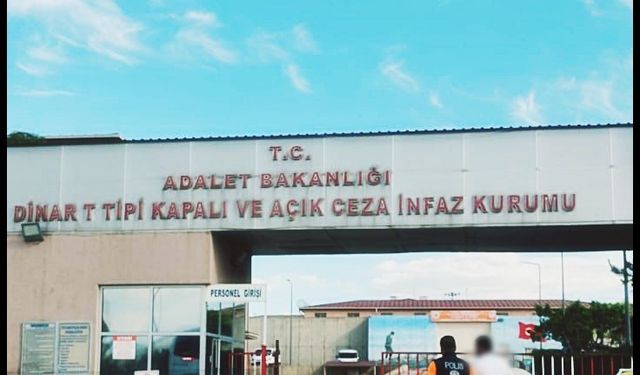 T.C.
ADALET BAKANLIĞI
DİNAR T TİPİ KAPALI VE AÇIK CEZA İNFAZ KURUMU
PERSONEL GİRİŞİ
POLİS